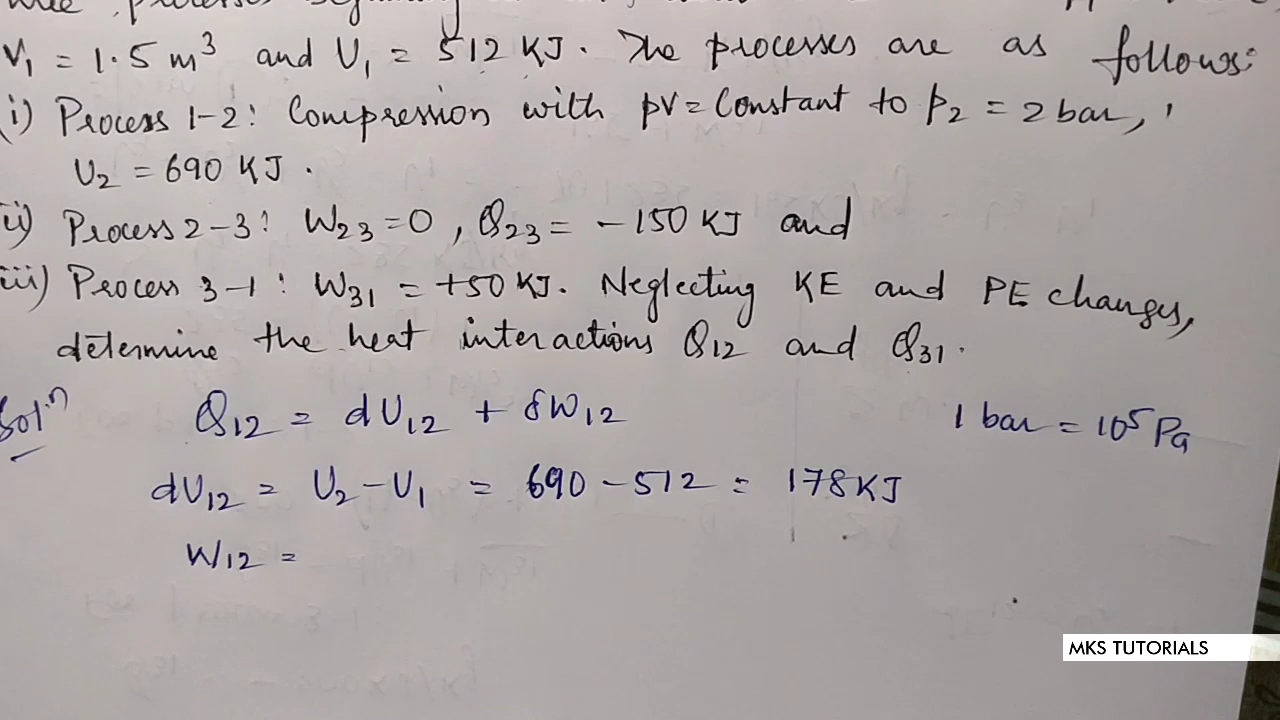 V₁ = 1.5 m³ and U₁ = 512 KJ. The processes are as follows:
(i) Process 1-2: Compression with pV = Constant to p₂ = 2 bar,
U₂ = 690 KJ.
ii) Process 2-3: W₂₃ = 0, Q₂₃ = -150 KJ and
iii) Process 3-1: W₃₁ = +50 KJ. Neglecting KE and PE changes,
determine the heat interactions Q₁₂ and Q₃₁.
Solⁿ Q₁₂ = dU₁₂ + δW₁₂ 1 bar = 10⁵ Pa
dU₁₂ = U₂ - U₁ = 690 - 512 = 178 KJ
W₁₂ =
MKS TUTORIALS